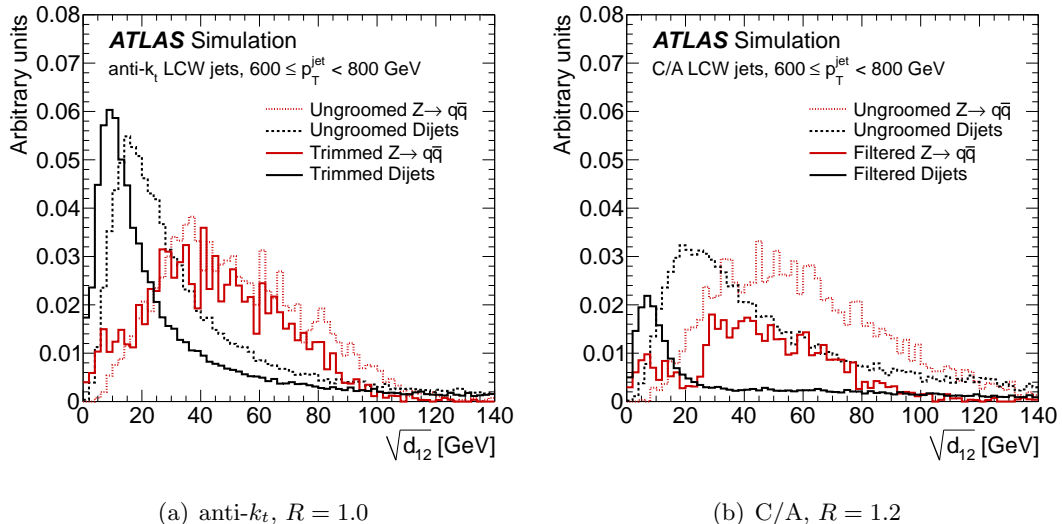 ATLAS Simulation
anti-k_t LCW jets, 600 ≤ p_T^jet < 800 GeV
Ungroomed Z→ qq̄
Ungroomed Dijets
Trimmed Z→ qq̄
Trimmed Dijets
Arbitrary units
0.08
0.07
0.06
0.05
0.04
0.03
0.02
0.01
0
0 20 40 60 80 100 120 140
√d_12 [GeV]
(a) anti-k_t, R = 1.0
ATLAS Simulation
C/A LCW jets, 600 ≤ p_T^jet < 800 GeV
Ungroomed Z→ qq̄
Ungroomed Dijets
Filtered Z→ qq̄
Filtered Dijets
Arbitrary units
0.08
0.07
0.06
0.05
0.04
0.03
0.02
0.01
0
0 20 40 60 80 100 120 140
√d_12 [GeV]
(b) C/A, R = 1.2